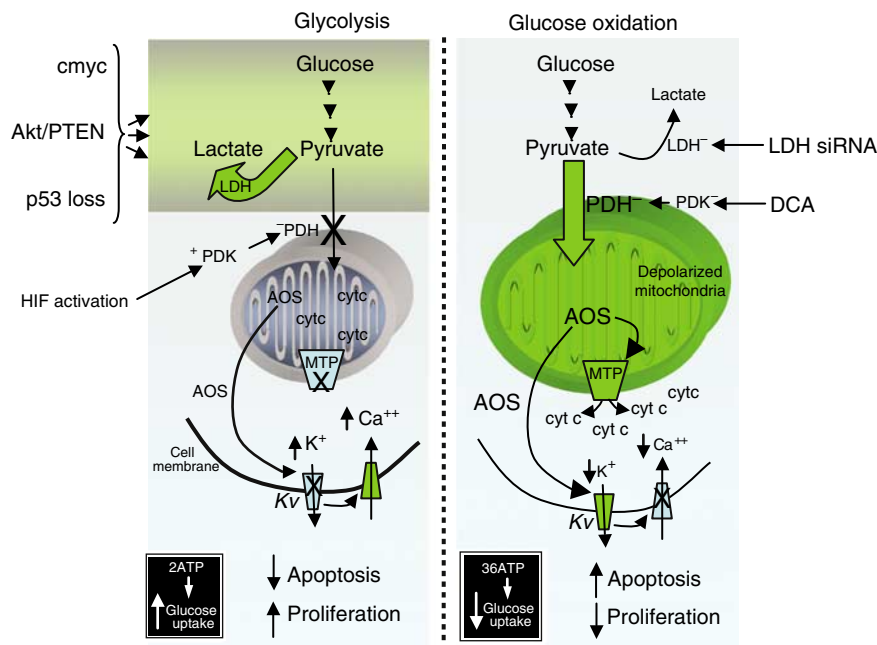 Glycolysis
cmyc
Akt/PTEN
p53 loss
Glucose
Lactate
Pyruvate
LDH
+ PDK
−PDH
X
HIF activation
AOS
cytc
cytc
cytc
MTP
X
AOS
Ca++
K+
Cell
membrane
X
Kv
2ATP
Glucose
uptake
Apoptosis
Proliferation
Glucose oxidation
Glucose
Lactate
Pyruvate
LDH−
LDH siRNA
PDH−
PDK−
DCA
Depolarized
mitochondria
AOS
MTP
AOS
cytc
cyt c
cyt c
cyt c
Ca++
K+
X
Kv
36ATP
Glucose
uptake
Apoptosis
Proliferation